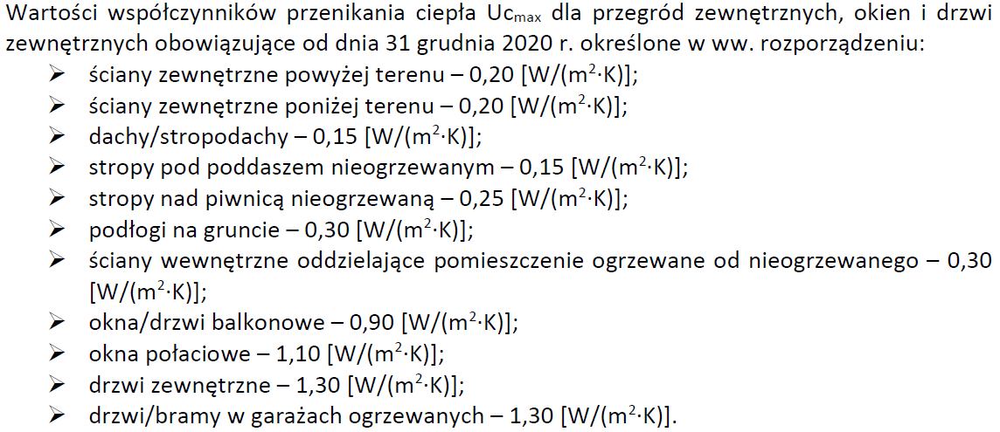 Wartości współczynników przenikania ciepła Ucmax dla przegród zewnętrznych, okien i drzwi
zewnętrznych obowiązujące od dnia 31 grudnia 2020 r. określone w ww. rozporządzeniu:
➢ ściany zewnętrzne powyżej terenu – 0,20 [W/(m²·K)];
➢ ściany zewnętrzne poniżej terenu – 0,20 [W/(m²·K)];
➢ dachy/stropodachy – 0,15 [W/(m²·K)];
➢ stropy pod poddaszem nieogrzewanym – 0,15 [W/(m²·K)];
➢ stropy nad piwnicą nieogrzewaną – 0,25 [W/(m²·K)];
➢ podłogi na gruncie – 0,30 [W/(m²·K)];
➢ ściany wewnętrzne oddzielające pomieszczenie ogrzewane od nieogrzewanego – 0,30
[W/(m²·K)];
➢ okna/drzwi balkonowe – 0,90 [W/(m²·K)];
➢ okna połaciowe – 1,10 [W/(m²·K)];
➢ drzwi zewnętrzne – 1,30 [W/(m²·K)];
➢ drzwi/bramy w garażach ogrzewanych – 1,30 [W/(m²·K)].